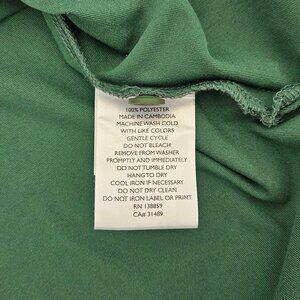 100% POLYESTER
MADE IN CAMBODIA
MACHINE WASH COLD
WITH LIKE COLORS
GENTLE CYCLE
DO NOT BLEACH
REMOVE FROM WASHER
PROMPTLY AND IMMEDIATELY
DO NOT TUMBLE DRY
HANG TO DRY
COOL IRON IF NECESSARY
DO NOT DRY CLEAN
DO NOT IRON LABEL OR PRINT
RN 138859
CA# 31489